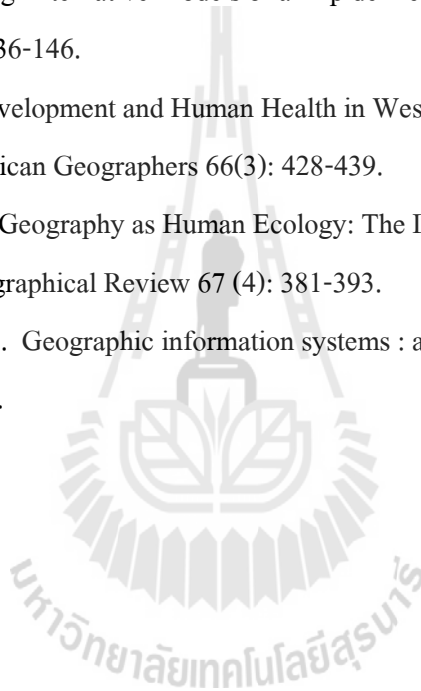 36-146.
velopment and Human Health in Wes
ican Geographers 66(3): 428-439.
Geography as Human Ecology: The I
graphical Review 67 (4): 381-393.
. Geographic information systems : a
.
มหาวิทยาลัยเทคโนโลยีสุรนารี